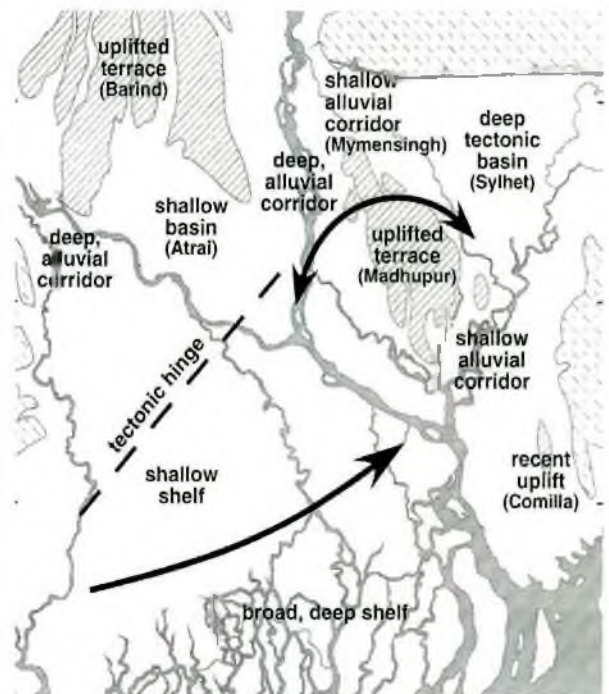 uplifted
terrace
(Barind)
shallow
alluvial
corridor
(Mymensingh)
deep
tectonic
basin
(Sylhet)
deep,
alluvial
corridor
shallow
basin
(Atrai)
deep,
alluvial
corridor
uplifted
terrace
(Madhupur)
shallow
alluvial
corridor
tectonic hinge
shallow
shelf
recent
uplift
(Comilla)
broad, deep shelf